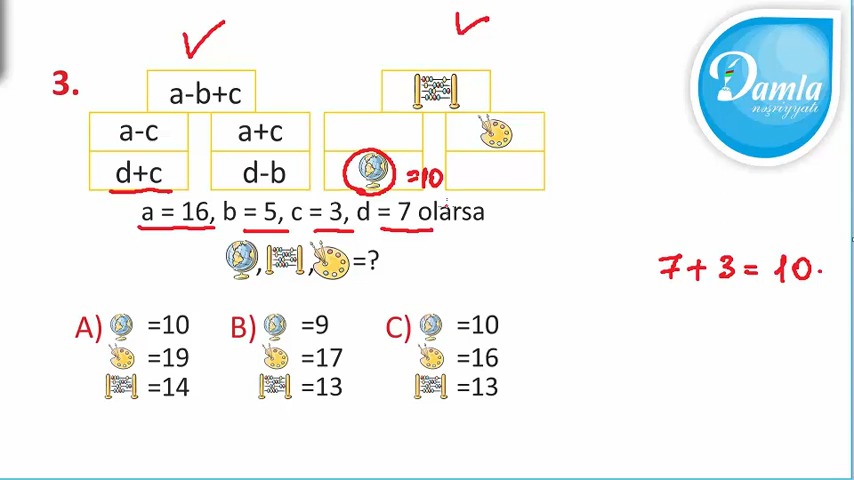 3.
a-b+c
a-c
a+c
d+c
d-b
=10
a = 16, b = 5, c = 3, d = 7 olarsa
, , =?
7 + 3 = 10.
A) =10
=19
=14
B) =9
=17
=13
C) =10
=16
=13
Damla
nəşriyyatı